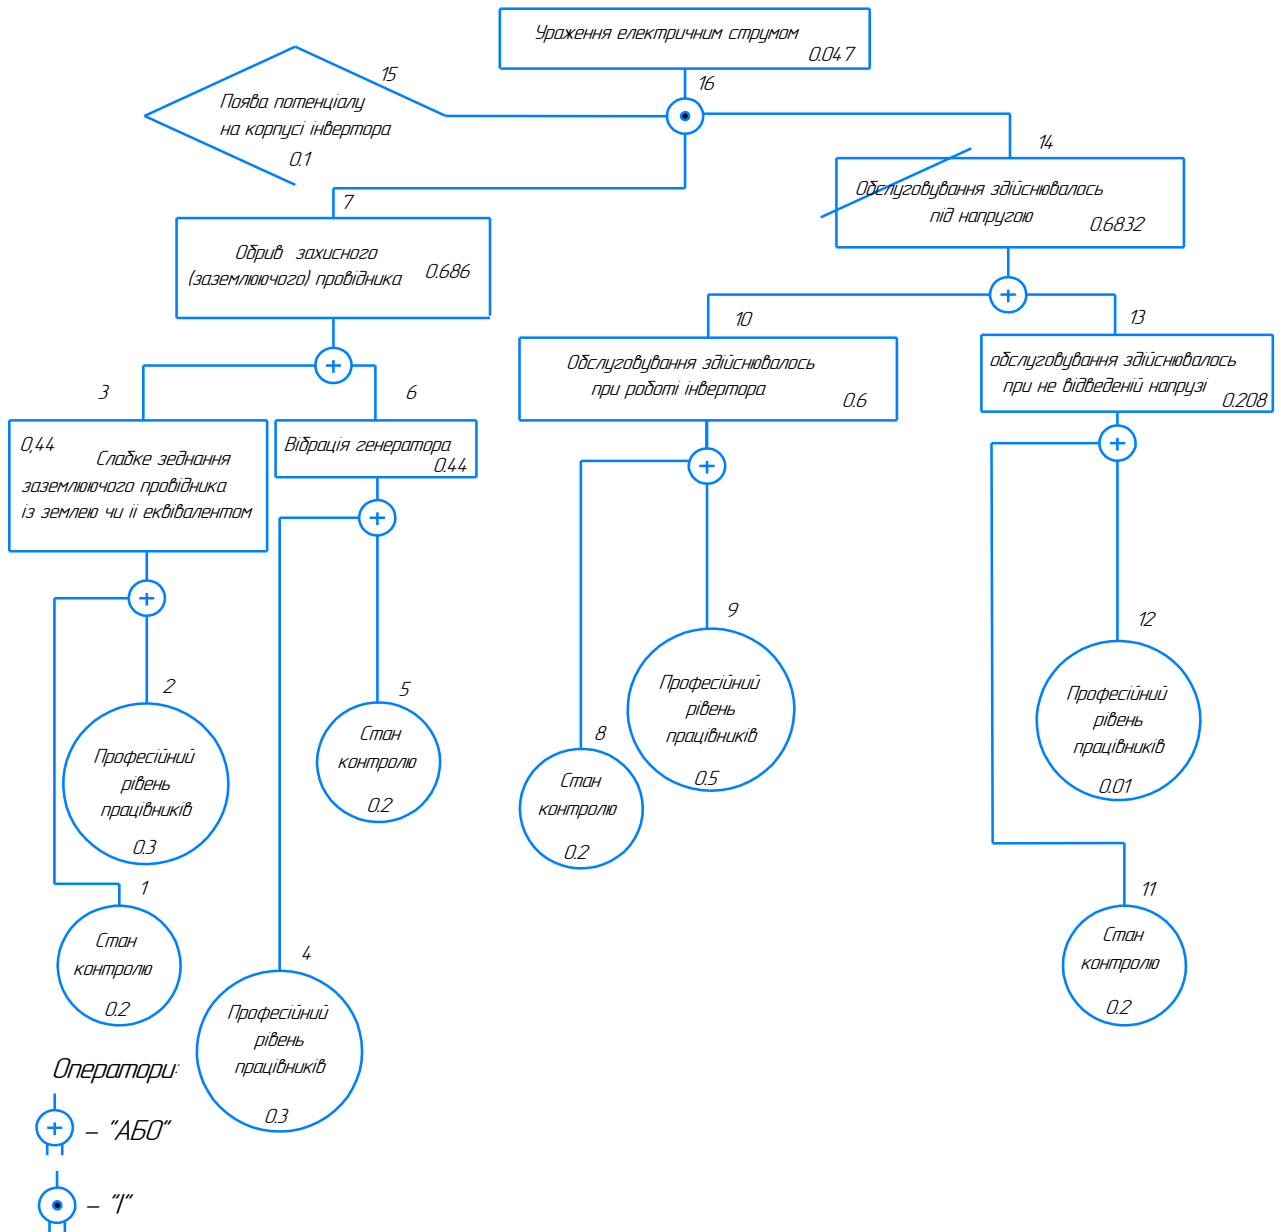 Ураження електричним струмом
0.047
16
15
Поява потенціалу
на корпусі інвертора
0.1
14
Обслуговування здійснювалось
під напругою
0.6832
7
Обрив захисного
(заземлюючого) провідника
0.686
10
Обслуговування здійснювалось
при роботі інвертора
0.6
13
обслуговування здійснювалось
при не відведеній напрузі
0.208
3
0,44
Слабке зеднання
заземлюючого провідника
із землею чи іі еквівалентом
6
Вібрація генератора
0.44
9
Професійний
рівень
працівників
0.5
12
Професійний
рівень
працівників
0.01
2
Професійний
рівень
працівників
0.3
5
Стан
контролю
0.2
8
Стан
контролю
0.2
1
Стан
контролю
0.2
4
Професійний
рівень
працівників
0.3
11
Стан
контролю
0.2
Оператори:
– "АБО"
– "І"